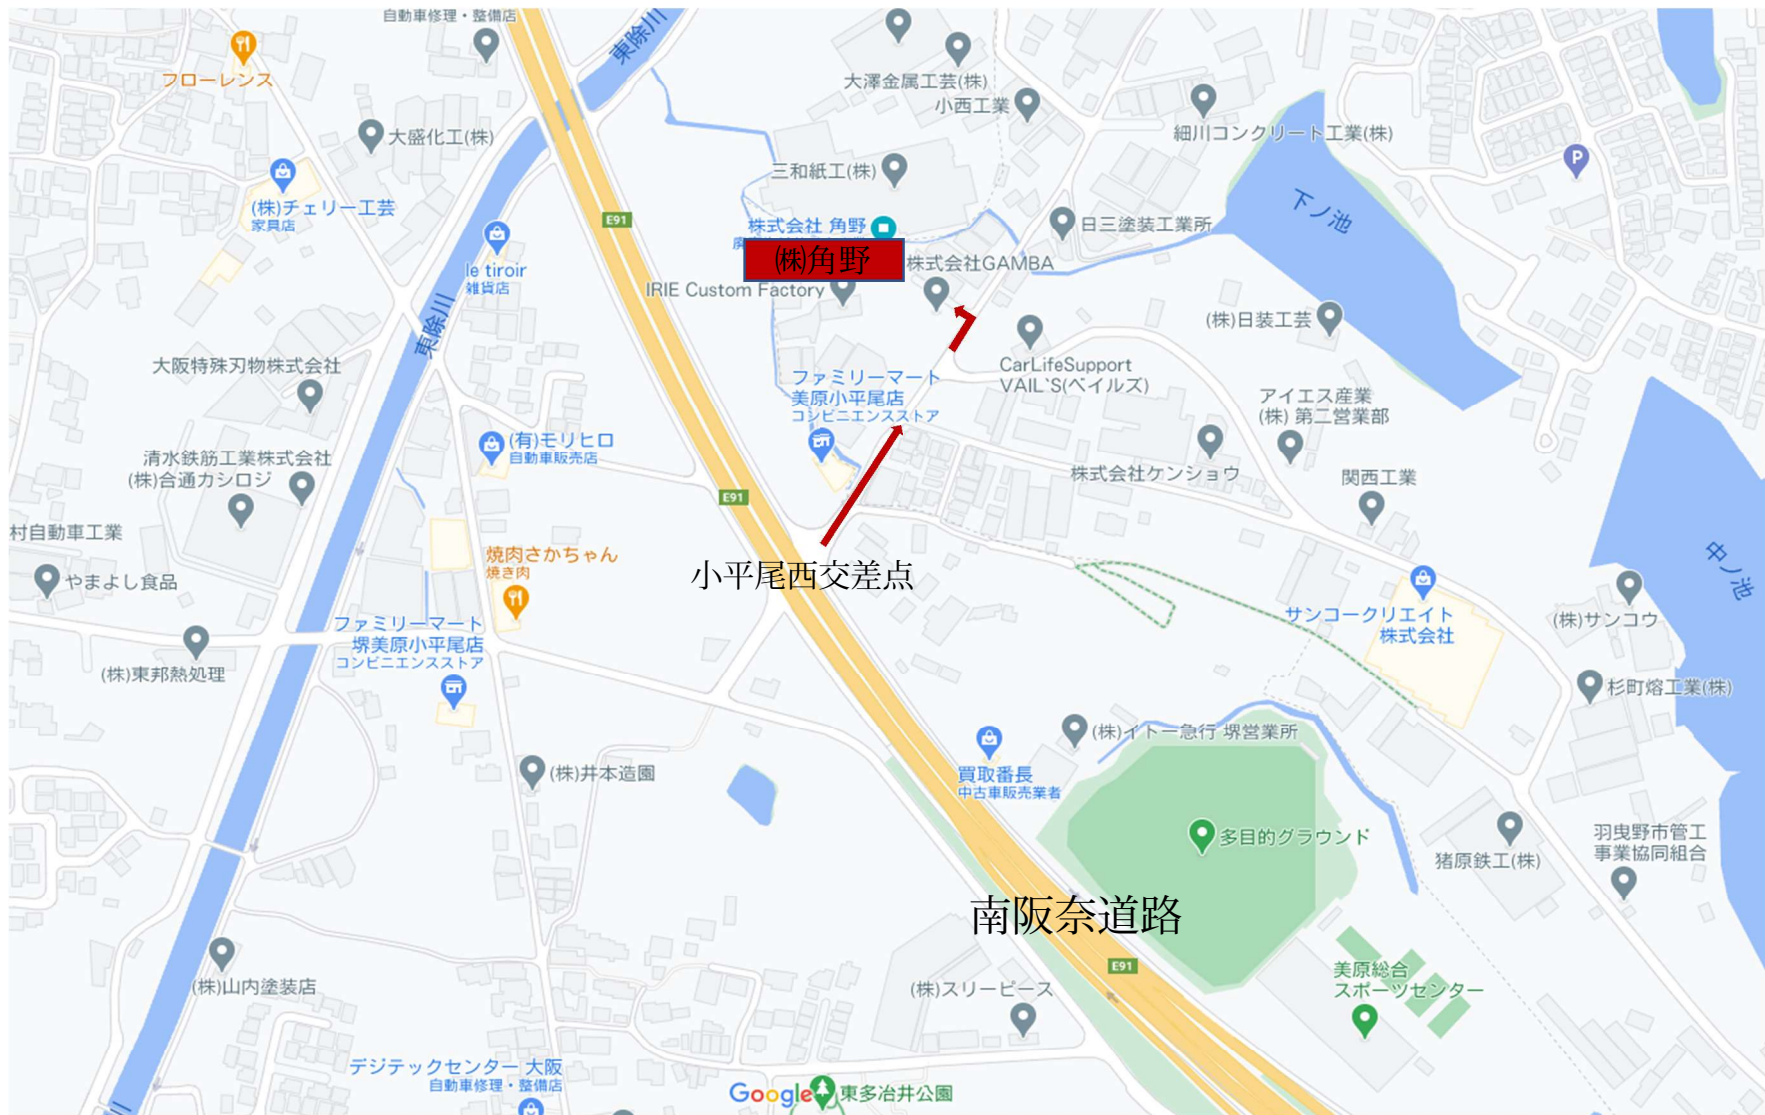 自動車修理・整備店
東除川
フローレンス
大澤金属工芸(株)
小西工業
大盛化工(株)
細川コンクリート工業(株)
P
三和紙工(株)
(株)チェリー工芸
家具店
下ノ池
E91
株式会社 角野
日三塗装工業所
㈱角野
株式会社GAMBA
le tiroir
雑貨店
IRIE Custom Factory
東除川
(株)日装工芸
大阪特殊刃物株式会社
CarLifeSupport
VAIL`S(ベイルズ)
ファミリーマート
美原小平尾店
コンビニエンスストア
アイエス産業
(株) 第二営業部
(有)モリヒロ
自動車販売店
清水鉄筋工業株式会社
(株)合通カシロジ
株式会社ケンショウ
関西工業
E91
村自動車工業
焼肉さかちゃん
焼き肉
小平尾西交差点
中ノ池
やまよし食品
サンコークリエイト
株式会社
(株)サンコウ
ファミリーマート
堺美原小平尾店
コンビニエンスストア
(株)東邦熱処理
杉町熔工業(株)
(株)イトー急行 堺営業所
(株)井本造園
買取番長
中古車販売業者
多目的グラウンド
羽曳野市管工
事業協同組合
猪原鉄工(株)
南阪奈道路
E91
美原総合
スポーツセンター
(株)山内塗装店
(株)スリーピース
デジテックセンター 大阪
自動車修理・整備店
Google
東多治井公園
川